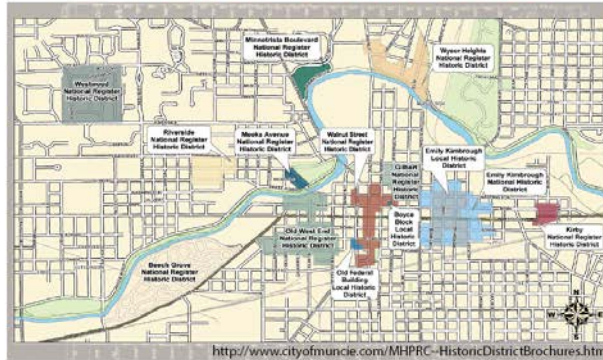 Minnetrista Boulevard
National Register
Historic District
Wysor Heights
National Register
Historic District
Westwood
National Register
Historic District
Riverside
National Register
Historic District
Meeks Avenue
National Register
Historic District
Walnut Street
National Register
Historic District
Gilbert
National
Register
Historic
District
Emily Kimbrough
Local Historic
District
Emily Kimbrough
National Historic
District
Old West End
National Register
Historic District
Boyce
Block
Local
Historic
District
Kirby
National Register
Historic District
Beech Grove
National Register
Historic District
Old Federal
Building
Local Historic
District
N
W
E
S
http://www.cityofmuncie.com/MHPRC--HistoricDistrictBrochures.htm